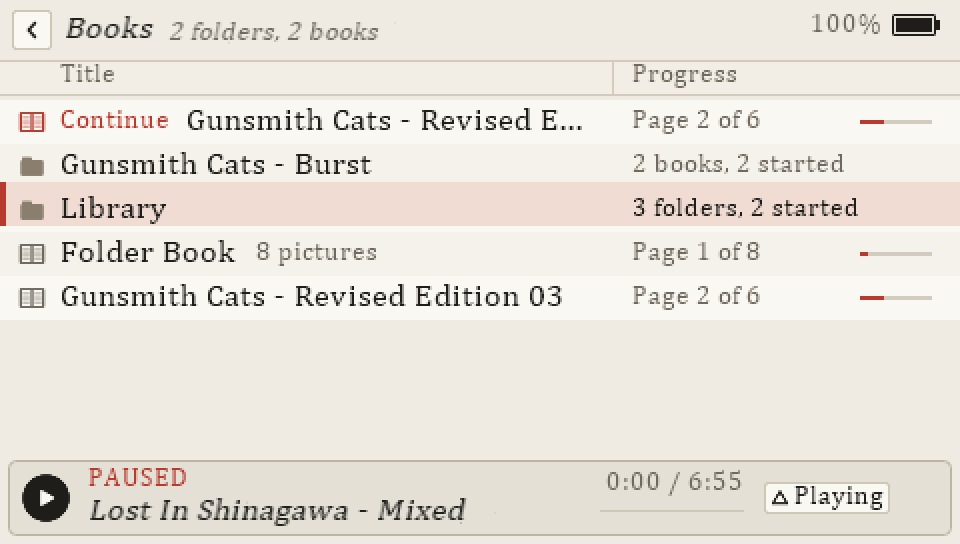 Books 2 folders, 2 books 100%
Title Progress
Continue Gunsmith Cats - Revised E... Page 2 of 6
Gunsmith Cats - Burst 2 books, 2 started
Library 3 folders, 2 started
Folder Book 8 pictures Page 1 of 8
Gunsmith Cats - Revised Edition 03 Page 2 of 6
PAUSED
Lost In Shinagawa - Mixed 0:00 / 6:55 Playing